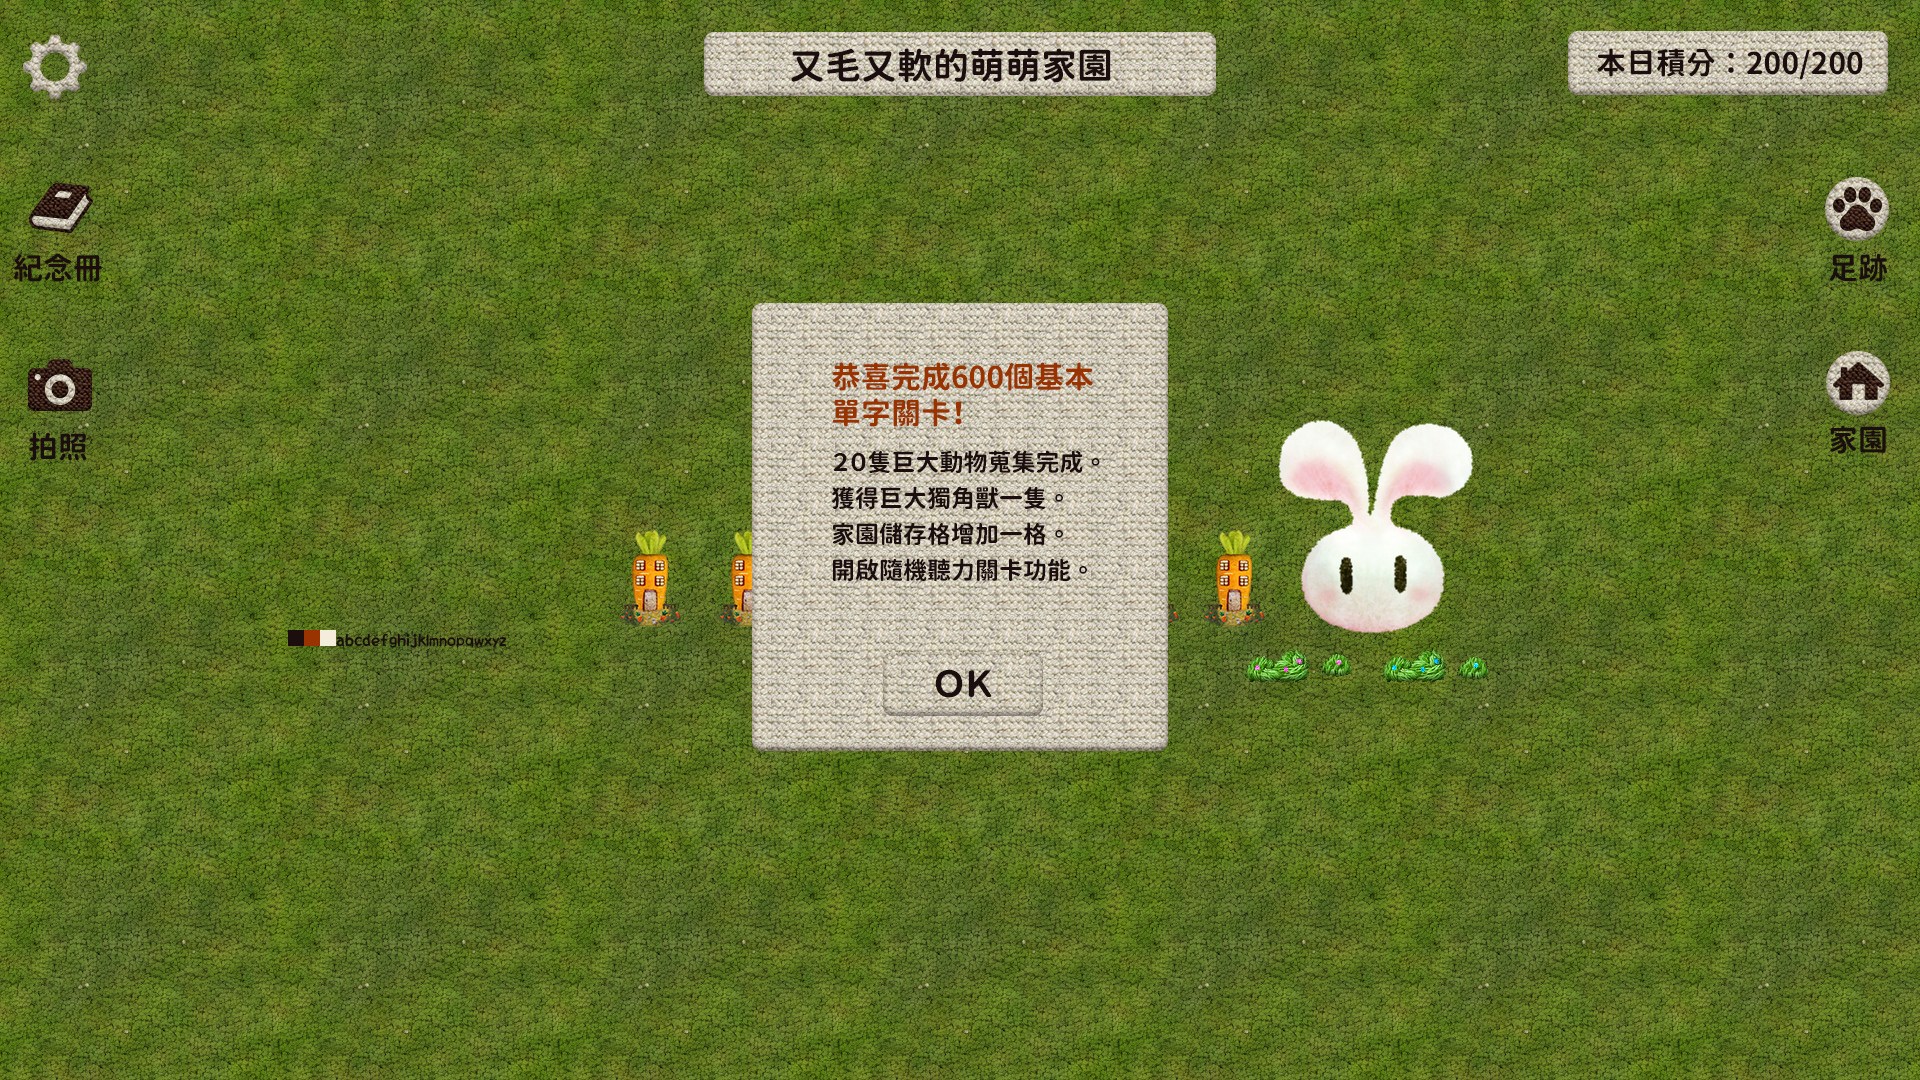 又毛又軟的萌萌家園
本日積分：200/200
紀念冊
足跡
拍照
家園
恭喜完成600個基本
單字關卡！
20隻巨大動物蒐集完成。
獲得巨大獨角獸一隻。
家園儲存格增加一格。
開啟隨機聽力關卡功能。
abcdefghijklmnopqwxyz
OK